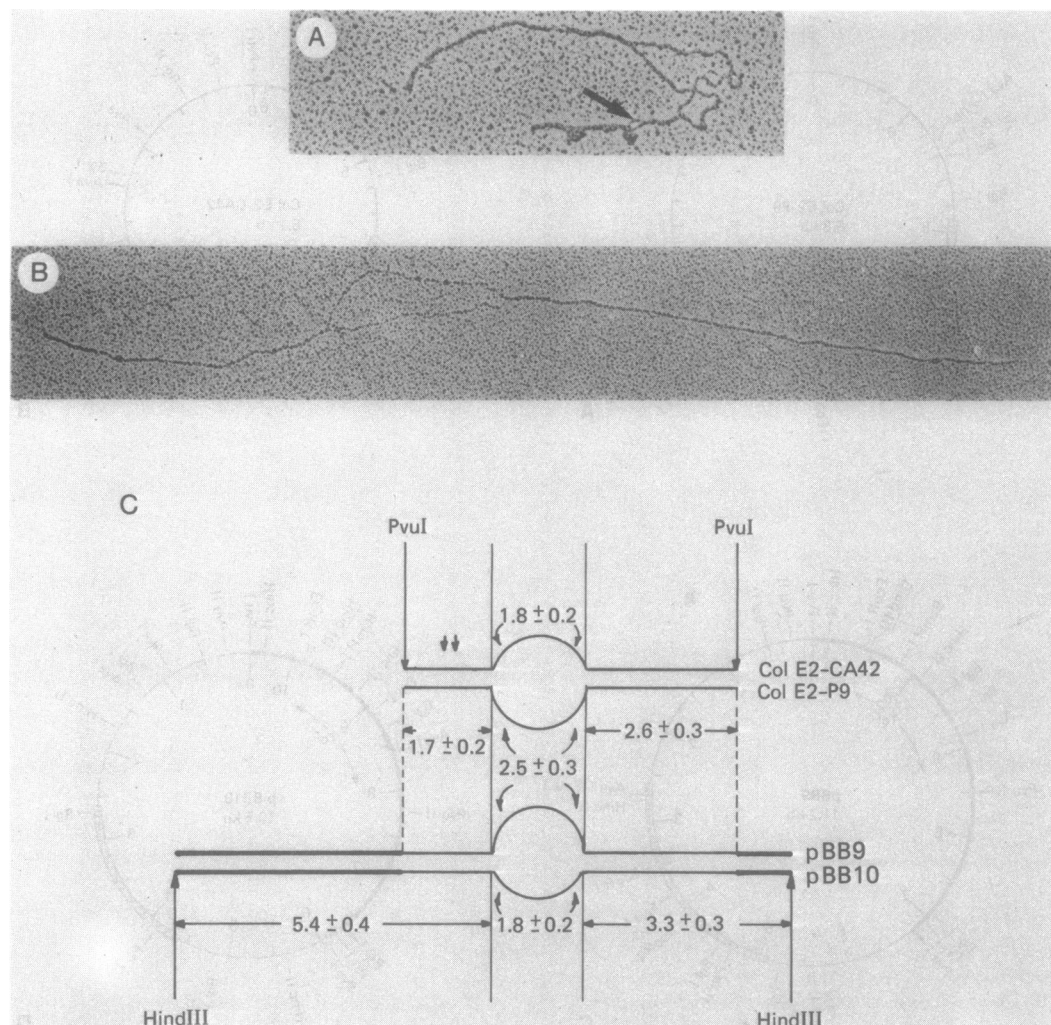 A
B
C
PvuI PvuI
1.8 ± 0.2
Col E2-CA42
Col E2-P9
1.7 ± 0.2 2.6 ± 0.3
2.5 ± 0.3
pBB9
pBB10
5.4 ± 0.4 1.8 ± 0.2 3.3 ± 0.3
HindIII HindIII